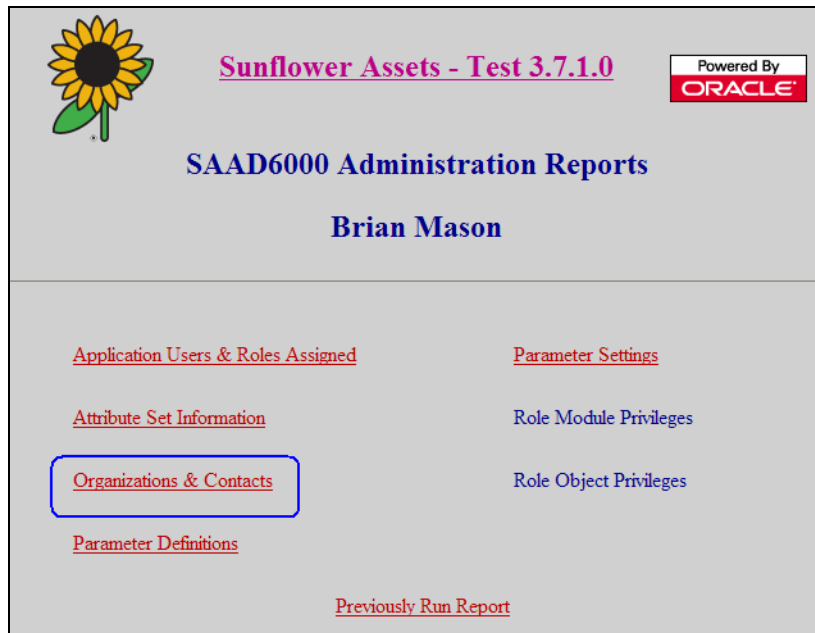 Sunflower Assets - Test 3.7.1.0
Powered By
ORACLE
SAAD6000 Administration Reports
Brian Mason
Application Users & Roles Assigned
Parameter Settings
Attribute Set Information
Role Module Privileges
Organizations & Contacts
Role Object Privileges
Parameter Definitions
Previously Run Report